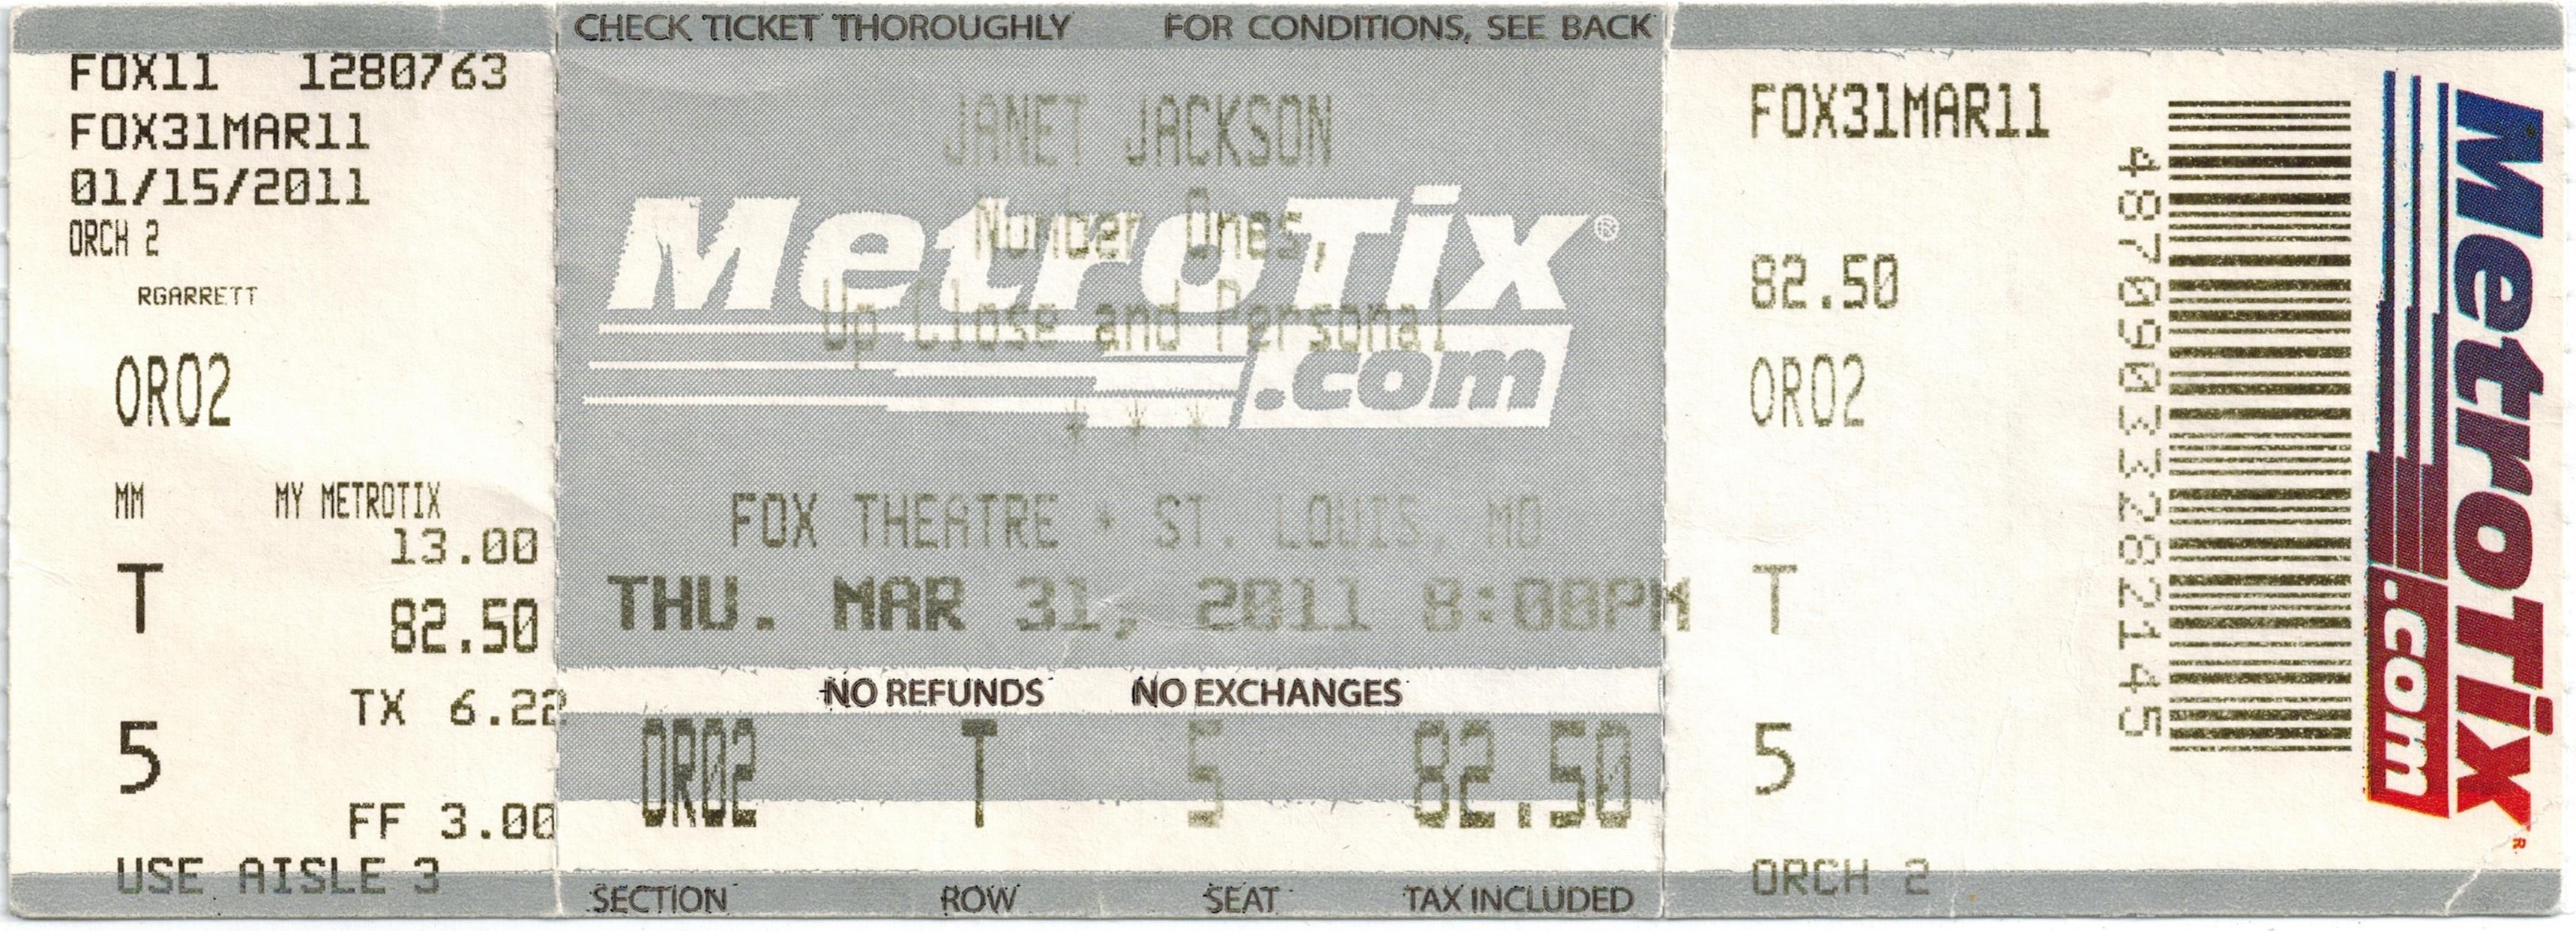 CHECK TICKET THOROUGHLY FOR CONDITIONS, SEE BACK
FOX11 1280763
FOX31MAR11
01/15/2011
ORCH 2
RGARRETT
OR02
MM MY METROTIX
13.00
T
82.50
TX 6.22
5
FF 3.00
USE AISLE 3
JANET JACKSON
MetroTix®
.com
Number Ones,
Up Close and Personal
FOX THEATRE * ST. LOUIS, MO
THU. MAR 31, 2011 8:00PM
NO REFUNDS NO EXCHANGES
OR02 T 5 82.50
SECTION ROW SEAT TAX INCLUDED
FOX31MAR11
82.50
OR02
T
5
ORCH 2
48709033282145
MetroTix®
.com